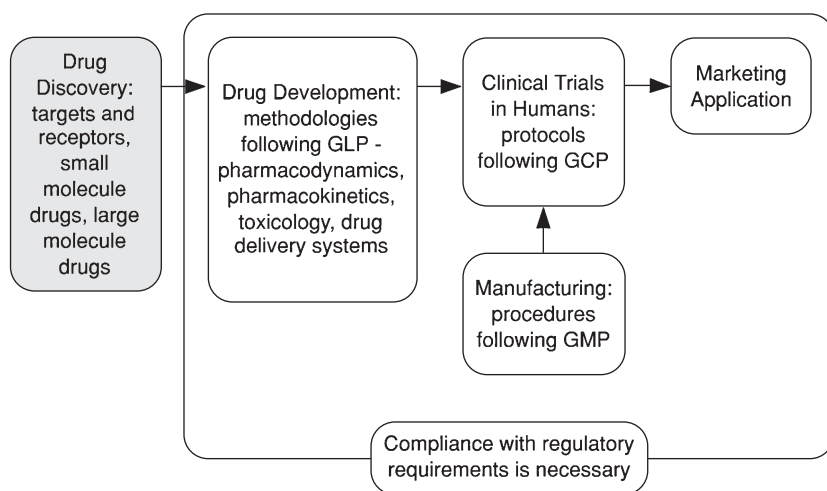 Drug
Discovery:
targets and
receptors,
small
molecule
drugs, large
molecule
drugs
Drug Development:
methodologies
following GLP -
pharmacodynamics,
pharmacokinetics,
toxicology, drug
delivery systems
Clinical Trials
in Humans:
protocols
following GCP
Marketing
Application
Manufacturing:
procedures
following GMP
Compliance with regulatory
requirements is necessary